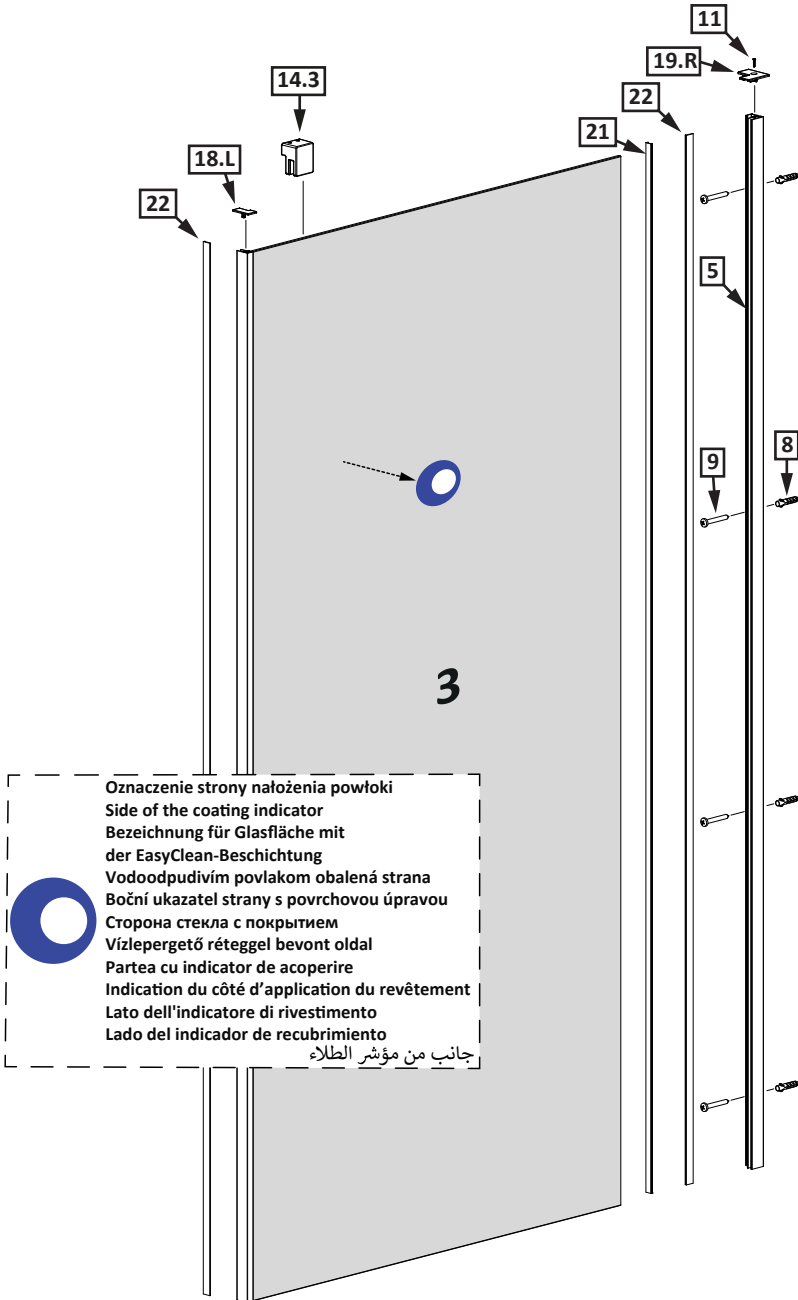 11
19.R
14.3
22
21
18.L
22
5
9
8
3
Oznaczenie strony nałożenia powłoki
Side of the coating indicator
Bezeichnung für Glasfläche mit
der EasyClean-Beschichtung
Vodoodpudivím povlakom obalená strana
Boční ukazatel strany s povrchovou úpravou
Сторона стекла с покрытием
Vízlepergető réteggel bevont oldal
Partea cu indicator de acoperire
Indication du côté d’application du revêtement
Lato dell'indicatore di rivestimento
Lado del indicador de recubrimiento
جانب من مؤشر الطلاء